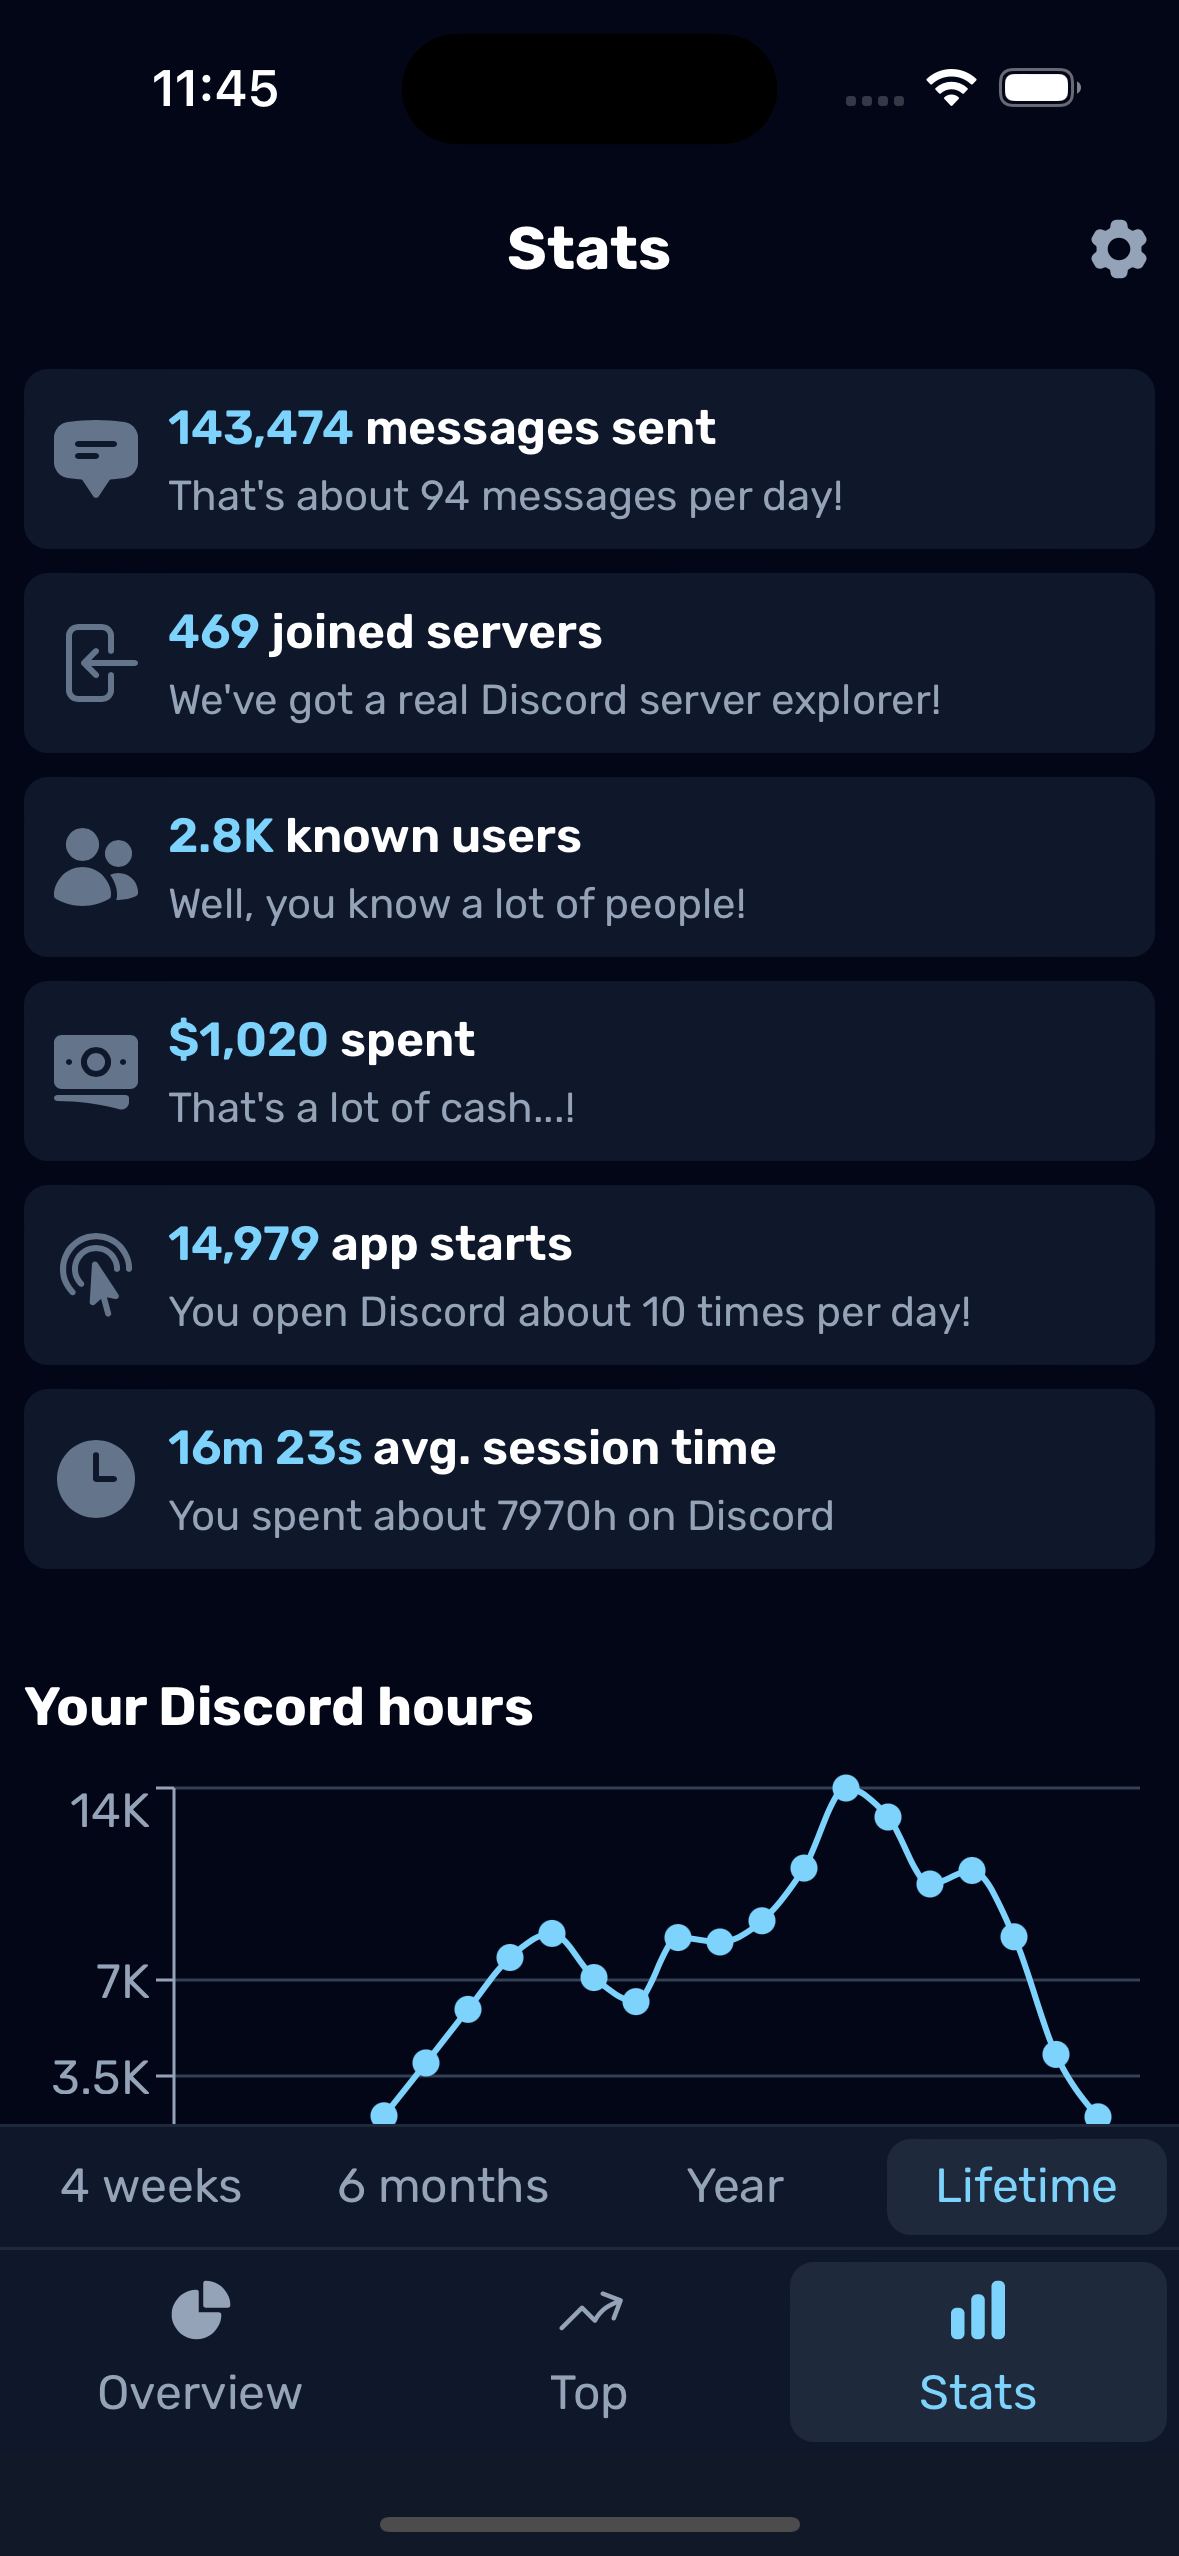 11:45
Stats
143,474 messages sent
That's about 94 messages per day!
469 joined servers
We've got a real Discord server explorer!
2.8K known users
Well, you know a lot of people!
$1,020 spent
That's a lot of cash...!
14,979 app starts
You open Discord about 10 times per day!
16m 23s avg. session time
You spent about 7970h on Discord
Your Discord hours
14K
7K
3.5K
4 weeks 6 months Year Lifetime
Overview Top Stats